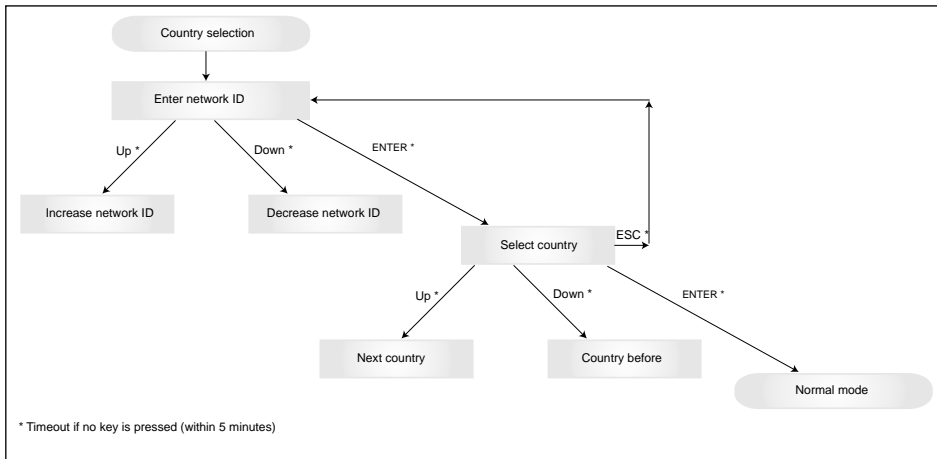 Country selection
Enter network ID
Up *
Down *
ENTER *
Increase network ID
Decrease network ID
Select country
ESC *
Up *
Down *
ENTER *
Next country
Country before
Normal mode
* Timeout if no key is pressed (within 5 minutes)